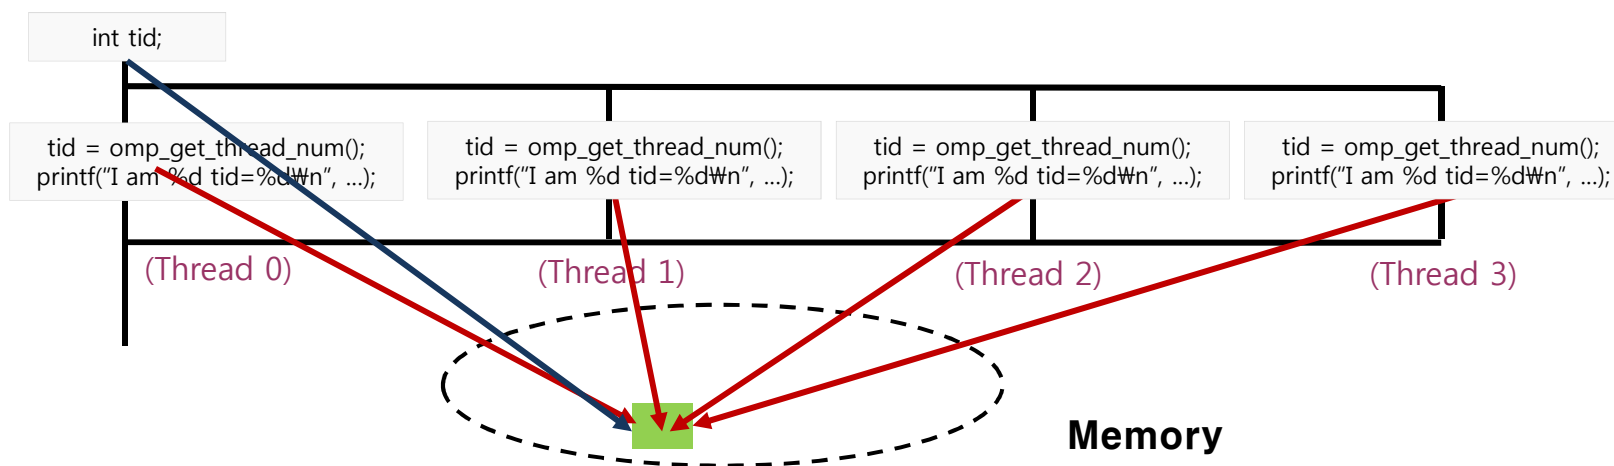 int tid;
tid = omp_get_thread_num();
printf("I am %d tid=%d₩n", ...);
tid = omp_get_thread_num();
printf("I am %d tid=%d₩n", ...);
tid = omp_get_thread_num();
printf("I am %d tid=%d₩n", ...);
tid = omp_get_thread_num();
printf("I am %d tid=%d₩n", ...);
(Thread 0)
(Thread 1)
(Thread 2)
(Thread 3)
Memory